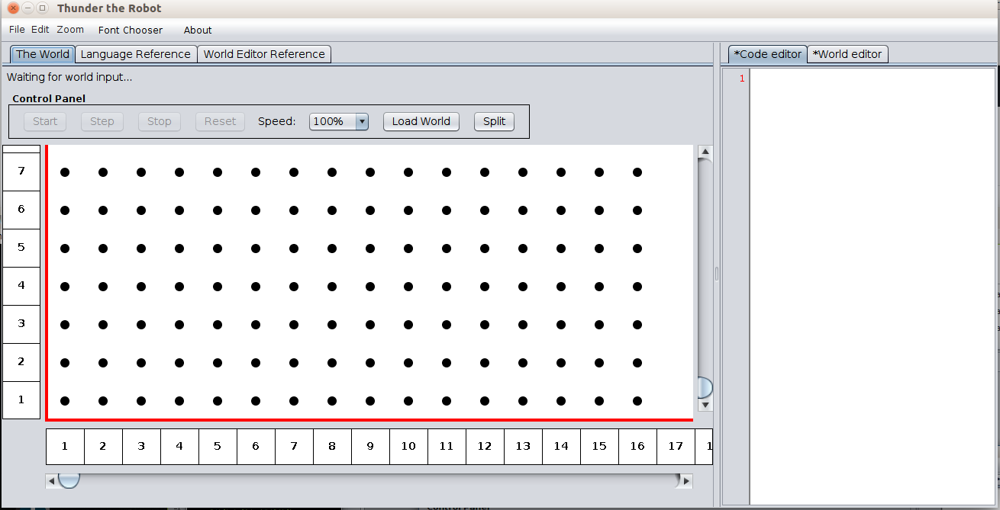 Thunder the Robot
File Edit Zoom Font Chooser About
The World Language Reference World Editor Reference
*Code editor *World editor
Waiting for world input...
1
Control Panel
Start Step Stop Reset Speed: 100% Load World Split
7
6
5
4
3
2
1
1 2 3 4 5 6 7 8 9 10 11 12 13 14 15 16 17 1
Control Panel